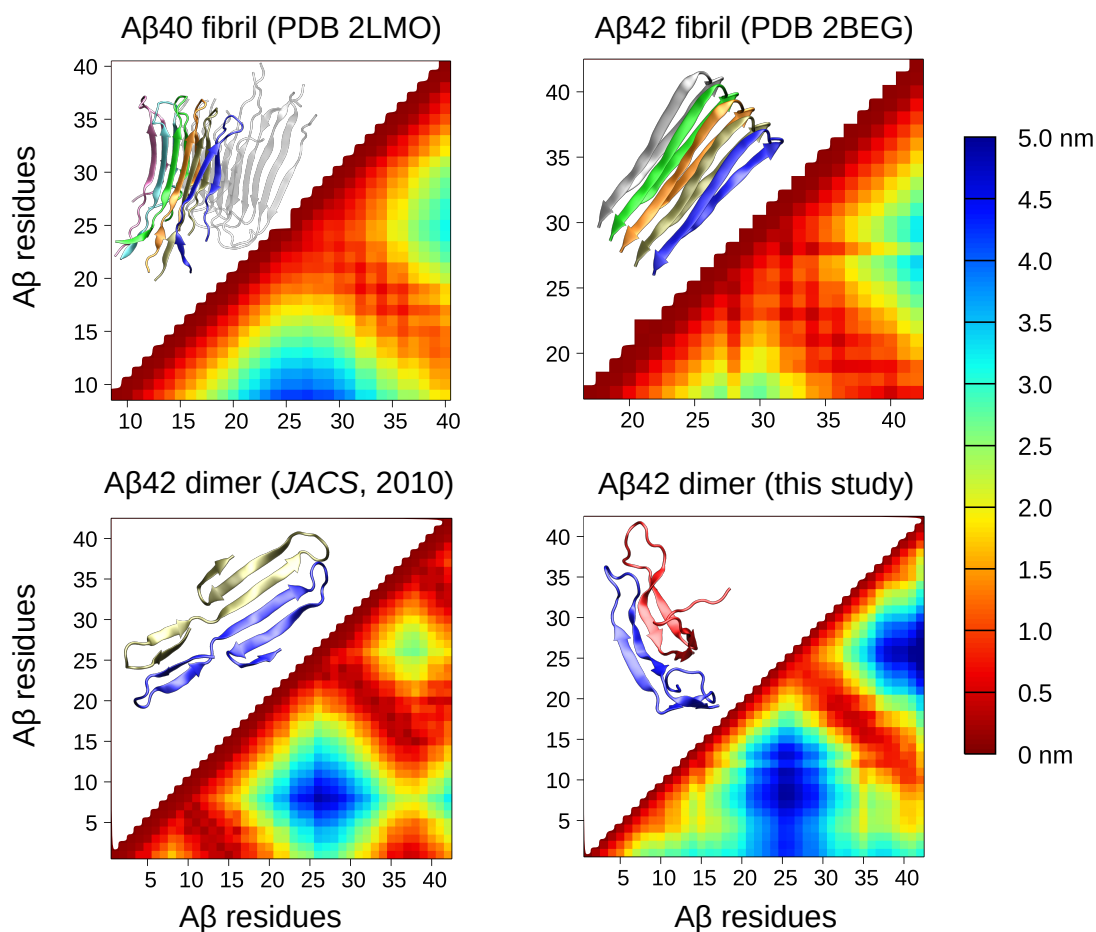 Aβ40 fibril (PDB 2LMO)
Aβ42 fibril (PDB 2BEG)
Aβ residues
40
35
30
25
20
15
10
10 15 20 25 30 35 40
40
35
30
25
20
20 25 30 35 40
5.0 nm
4.5
4.0
3.5
3.0
2.5
2.0
1.5
1.0
0.5
0 nm
Aβ42 dimer (JACS, 2010)
Aβ42 dimer (this study)
Aβ residues
40
35
30
25
20
15
10
5
5 10 15 20 25 30 35 40
Aβ residues
40
35
30
25
20
15
10
5
5 10 15 20 25 30 35 40
Aβ residues